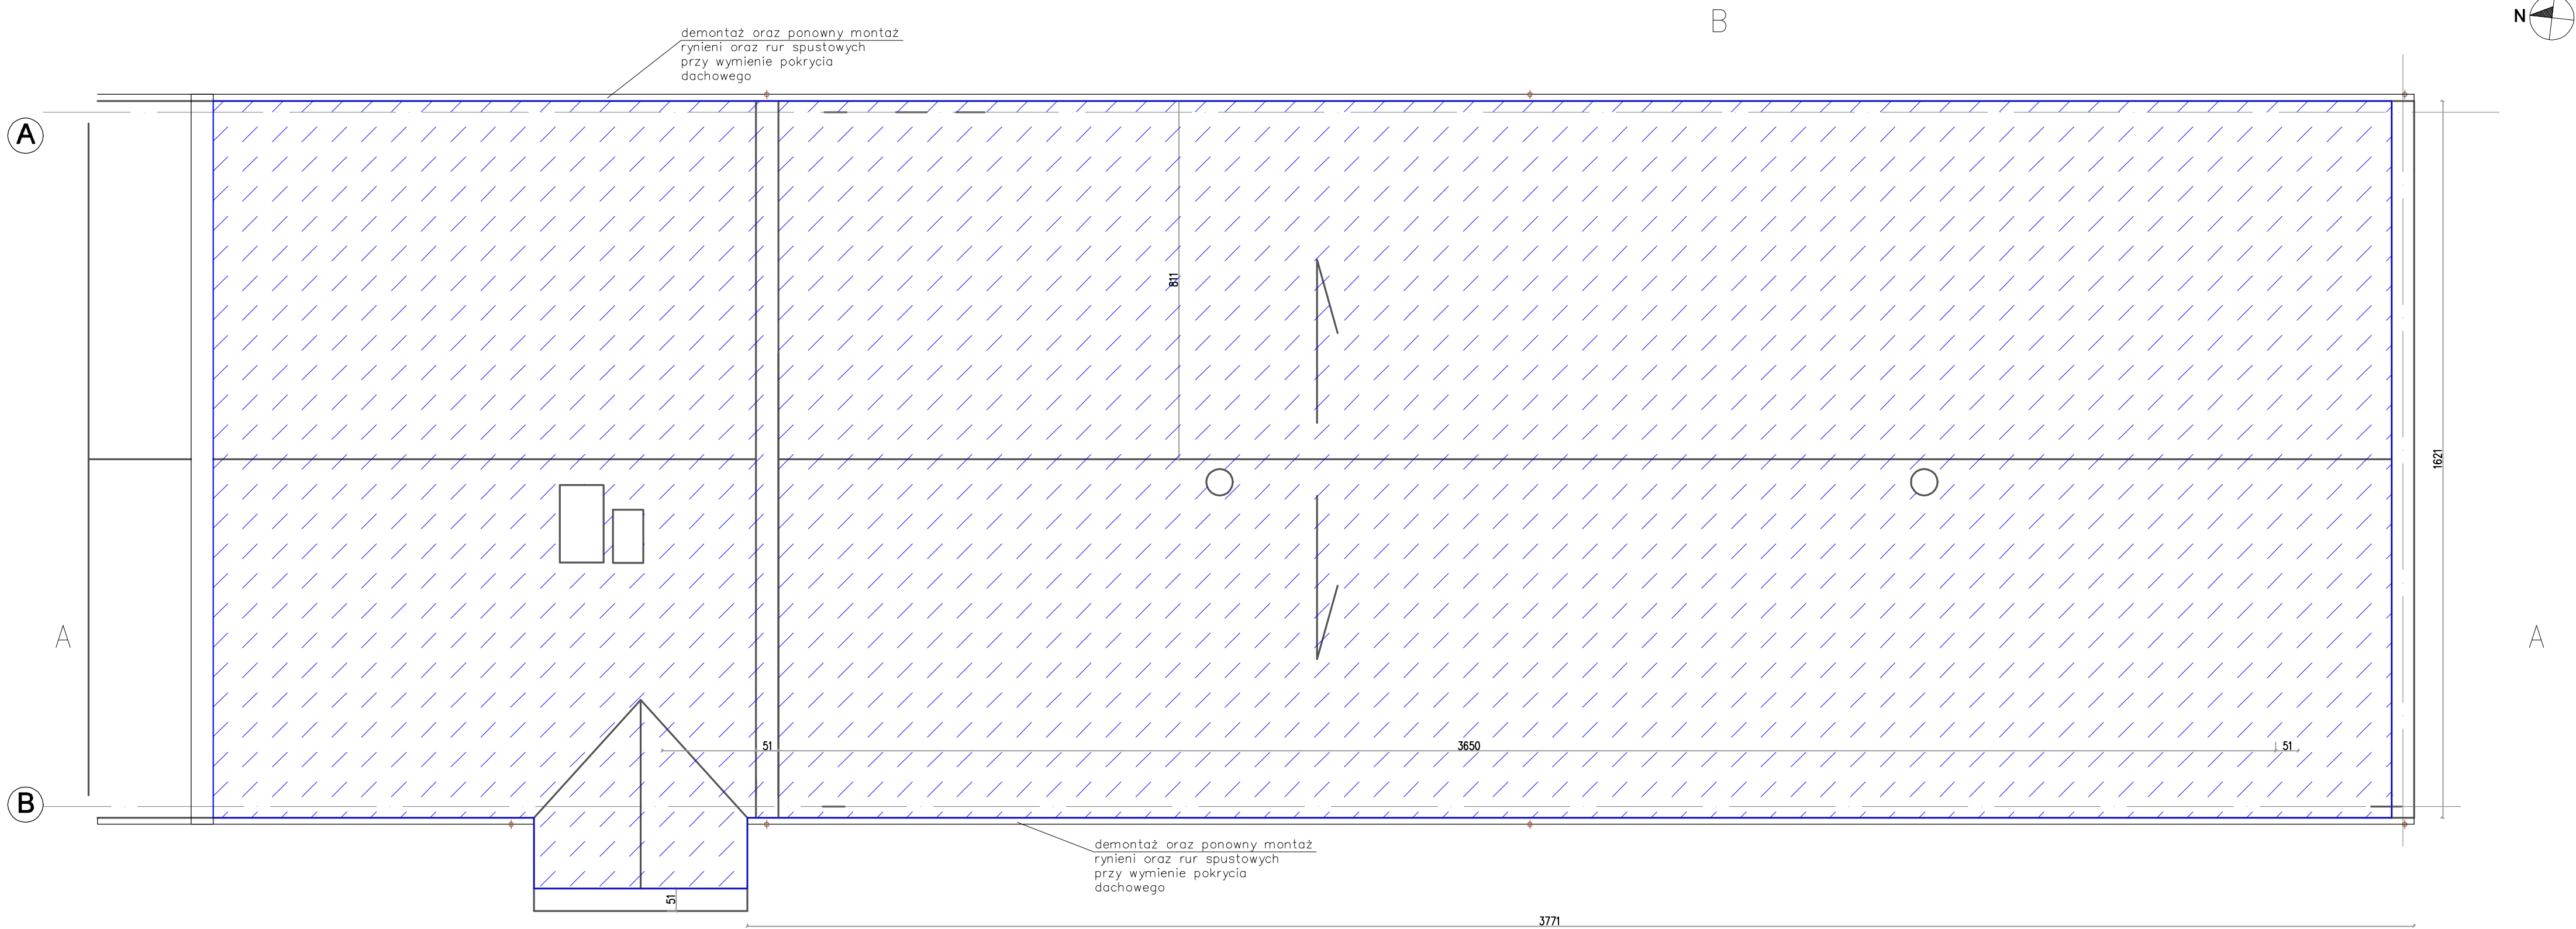 B
N
demontaż oraz ponowny montaż
rynieni oraz rur spustowych
przy wymienie pokrycia
dachowego
A
811
1621
A
A
51
3650
51
B
demontaż oraz ponowny montaż
rynieni oraz rur spustowych
przy wymienie pokrycia
dachowego
51
3771